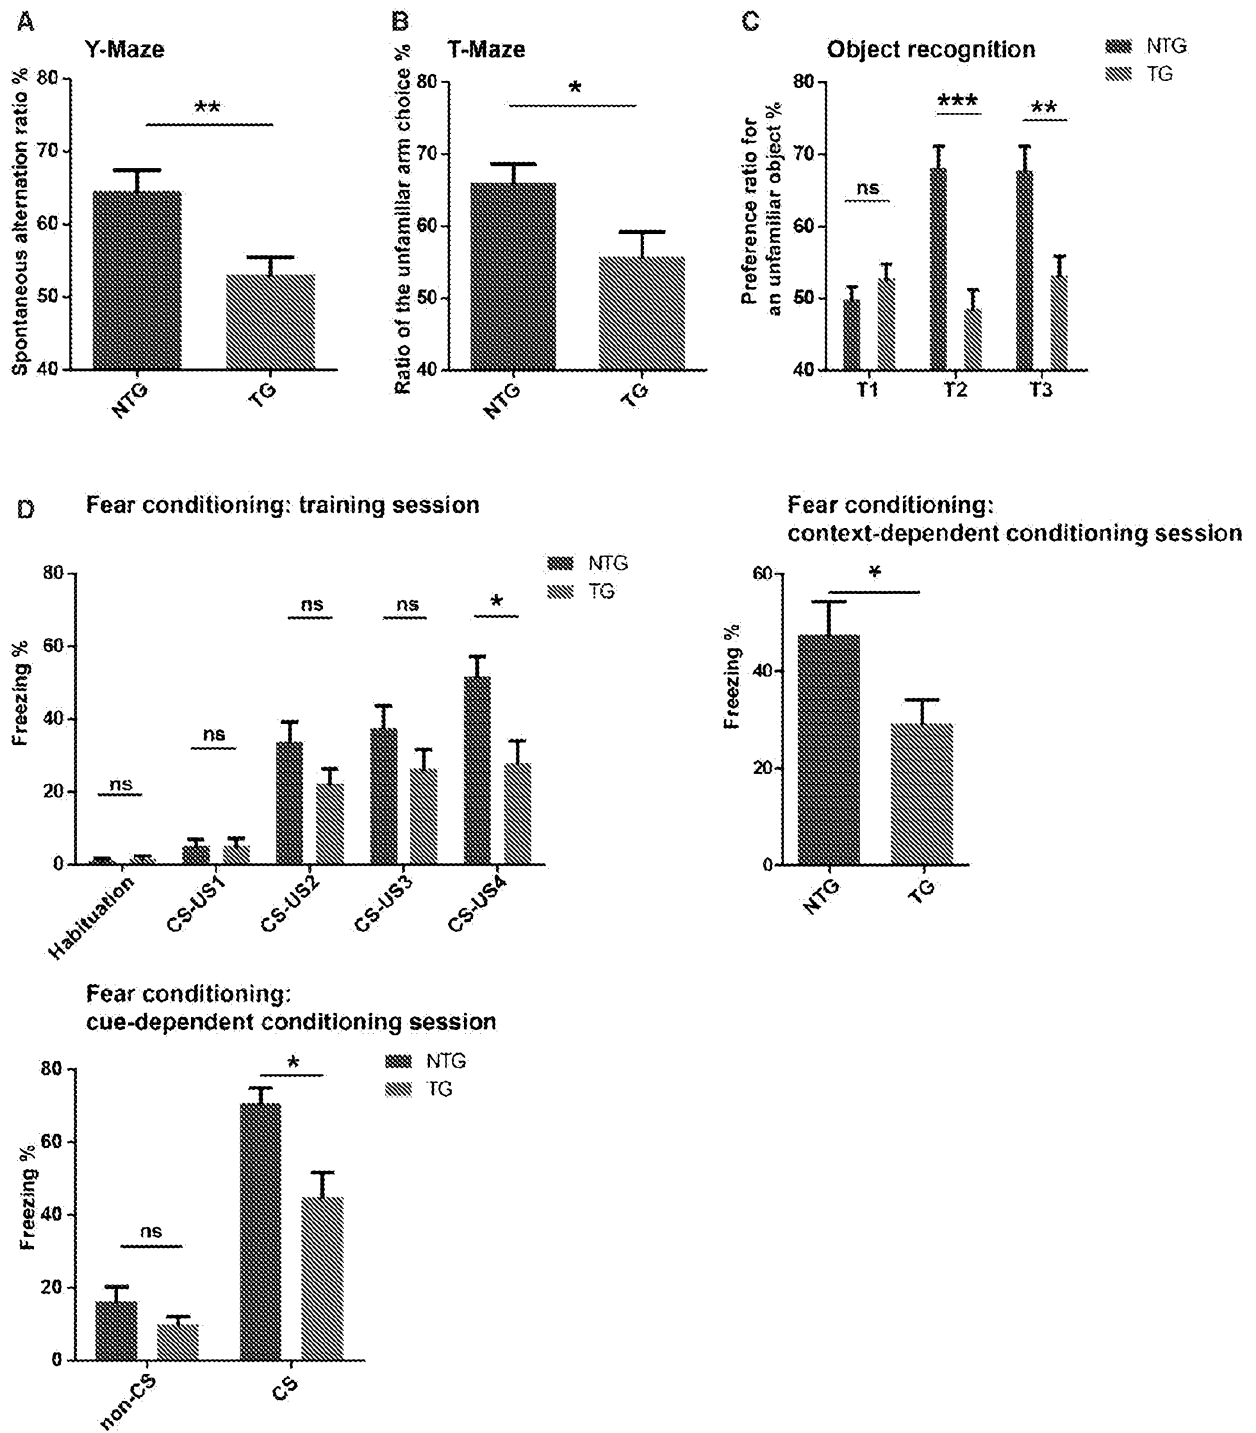 A
Y-Maze
Spontaneous alternation ratio %
80
70
60
50
40
**
NTG
TG
B
T-Maze
Ratio of the unfamiliar arm choice %
80
70
60
50
40
*
NTG
TG
C
Object recognition
NTG
TG
Preference ratio for
an unfamiliar object %
80
70
60
50
40
ns
***
**
T1
T2
T3
D
Fear conditioning: training session
NTG
TG
Freezing %
80
60
40
20
0
ns
ns
ns
ns
*
Habituation
CS-US1
CS-US2
CS-US3
CS-US4
Fear conditioning:
context-dependent conditioning session
Freezing %
60
40
20
0
*
NTG
TG
Fear conditioning:
cue-dependent conditioning session
NTG
TG
Freezing %
80
60
40
20
0
ns
*
non-CS
CS